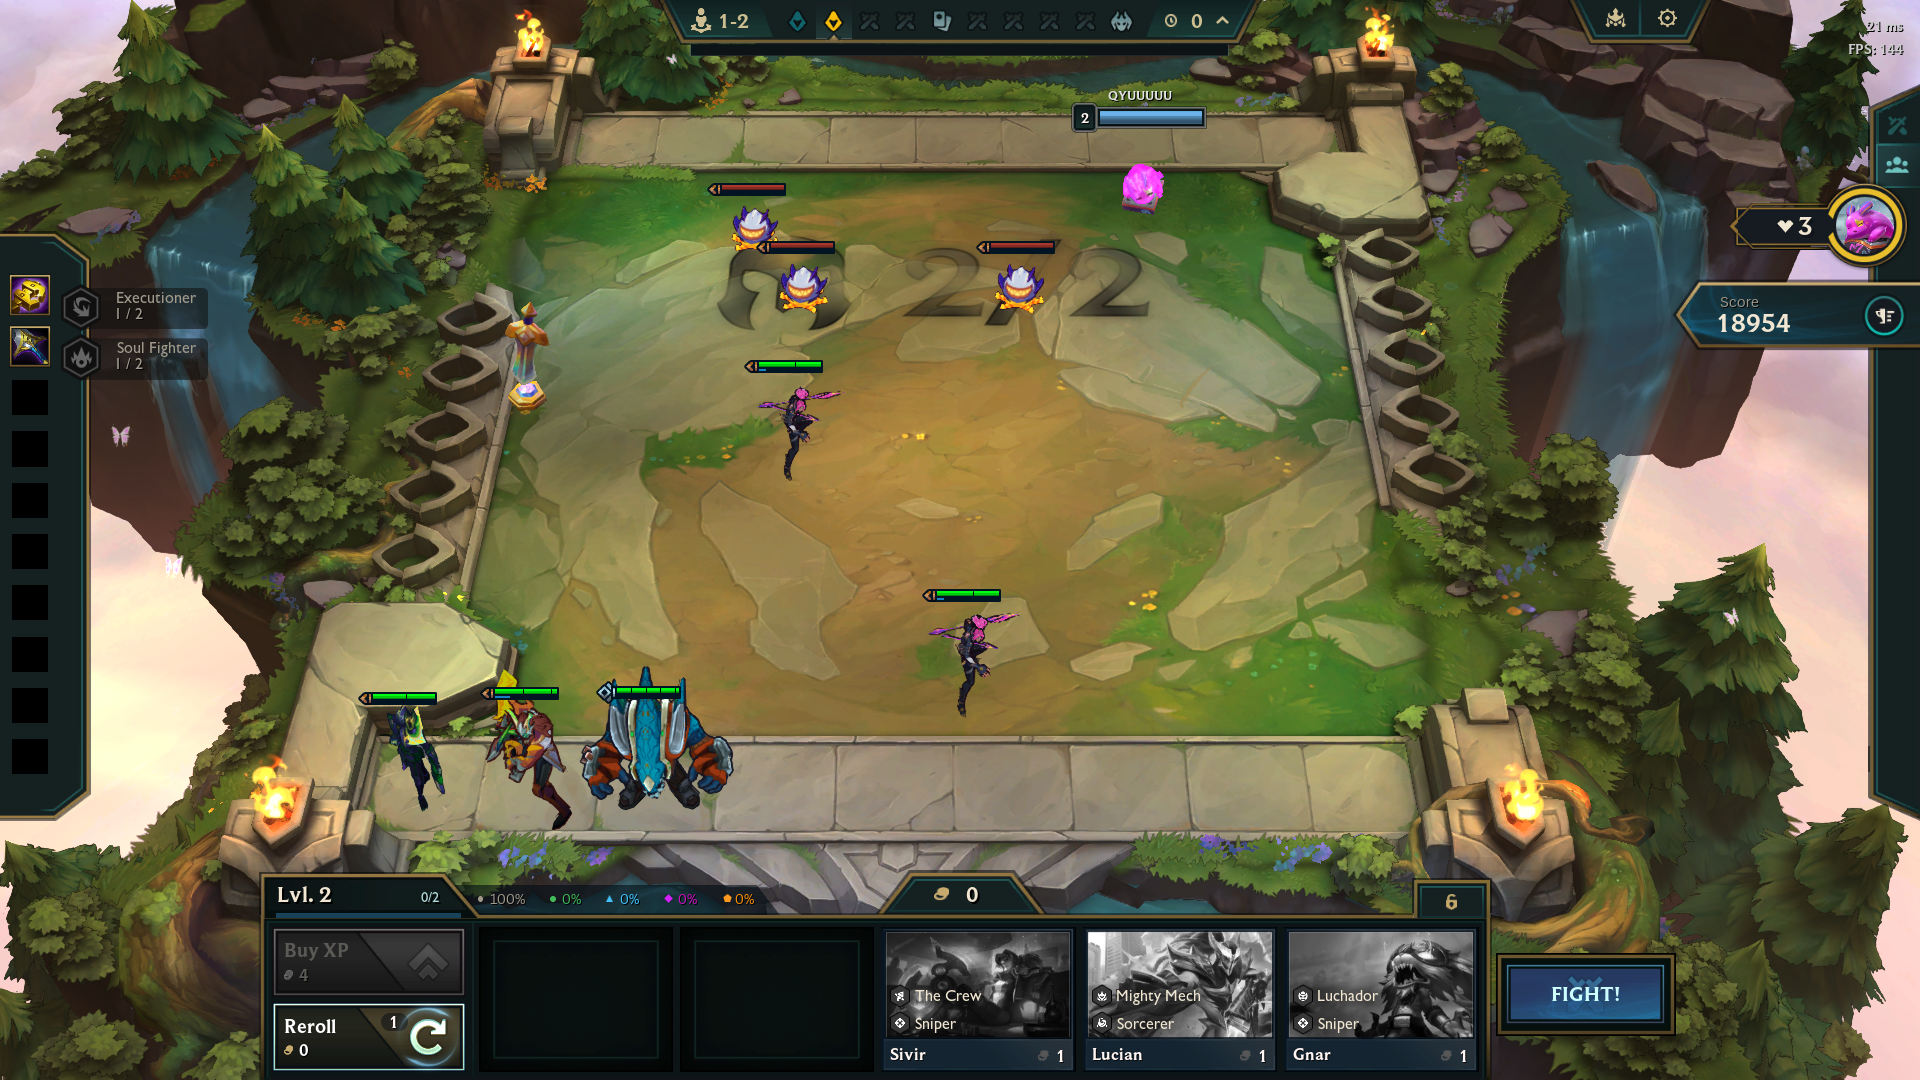 1-2
0
21 ms
FPS: 144
QYUUUUU
2
2/2
3
Executioner
1 / 2
Soul Fighter
1 / 2
Score
18954
Lvl. 2
0/2
100%
0%
0%
0%
0%
0
6
Buy XP
4
Reroll
1
0
The Crew
Sniper
Sivir
1
Mighty Mech
Sorcerer
Lucian
1
Luchador
Sniper
Gnar
1
FIGHT!